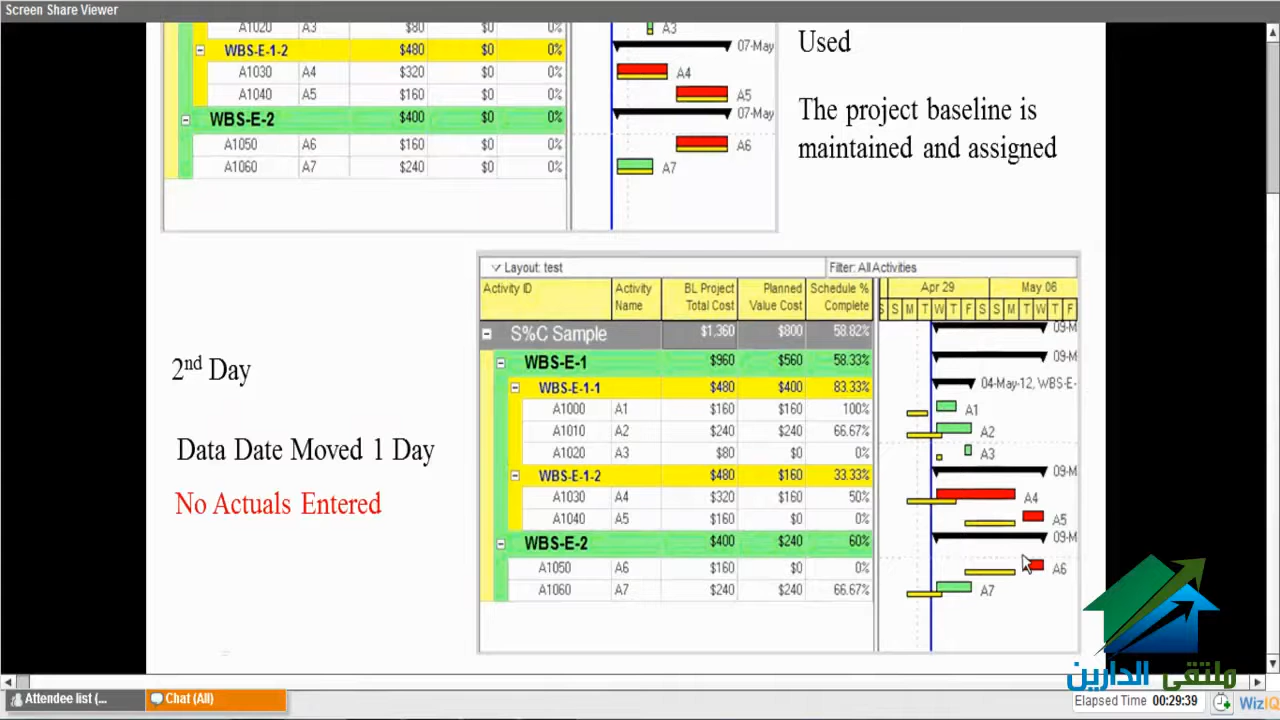 Screen Share Viewer
A1020 A3 $80 $0 0%
WBS-E-1-2 $480 $0 0%
A1030 A4 $320 $0 0%
A1040 A5 $160 $0 0%
WBS-E-2 $400 $0 0%
A1050 A6 $160 $0 0%
A1060 A7 $240 $0 0%
A3
07-May
A4
A5
07-May
A6
A7
Used
The project baseline is
maintained and assigned
2nd Day
Data Date Moved 1 Day
No Actuals Entered
Layout: test Filter: All Activities
Activity ID Activity Name BL Project Total Cost Planned Value Cost Schedule % Complete
Apr 29 May 06
S S M T W T F S S M T W T F
S%C Sample $1,360 $800 58.82% 09-M
WBS-E-1 $960 $560 58.33% 09-M
WBS-E-1-1 $480 $400 83.33% 04-May-12, WBS-E-
A1000 A1 $160 $160 100% A1
A1010 A2 $240 $240 66.67% A2
A1020 A3 $80 $0 0% A3
WBS-E-1-2 $480 $160 33.33% 09-M
A1030 A4 $320 $160 50% A4
A1040 A5 $160 $0 0% A5
WBS-E-2 $400 $240 60% 09-M
A1050 A6 $160 $0 0% A6
A1060 A7 $240 $240 66.67% A7
ملتقى الدارين
Attendee list (... Chat (All)
Elapsed Time 00:29:39 WizIQ